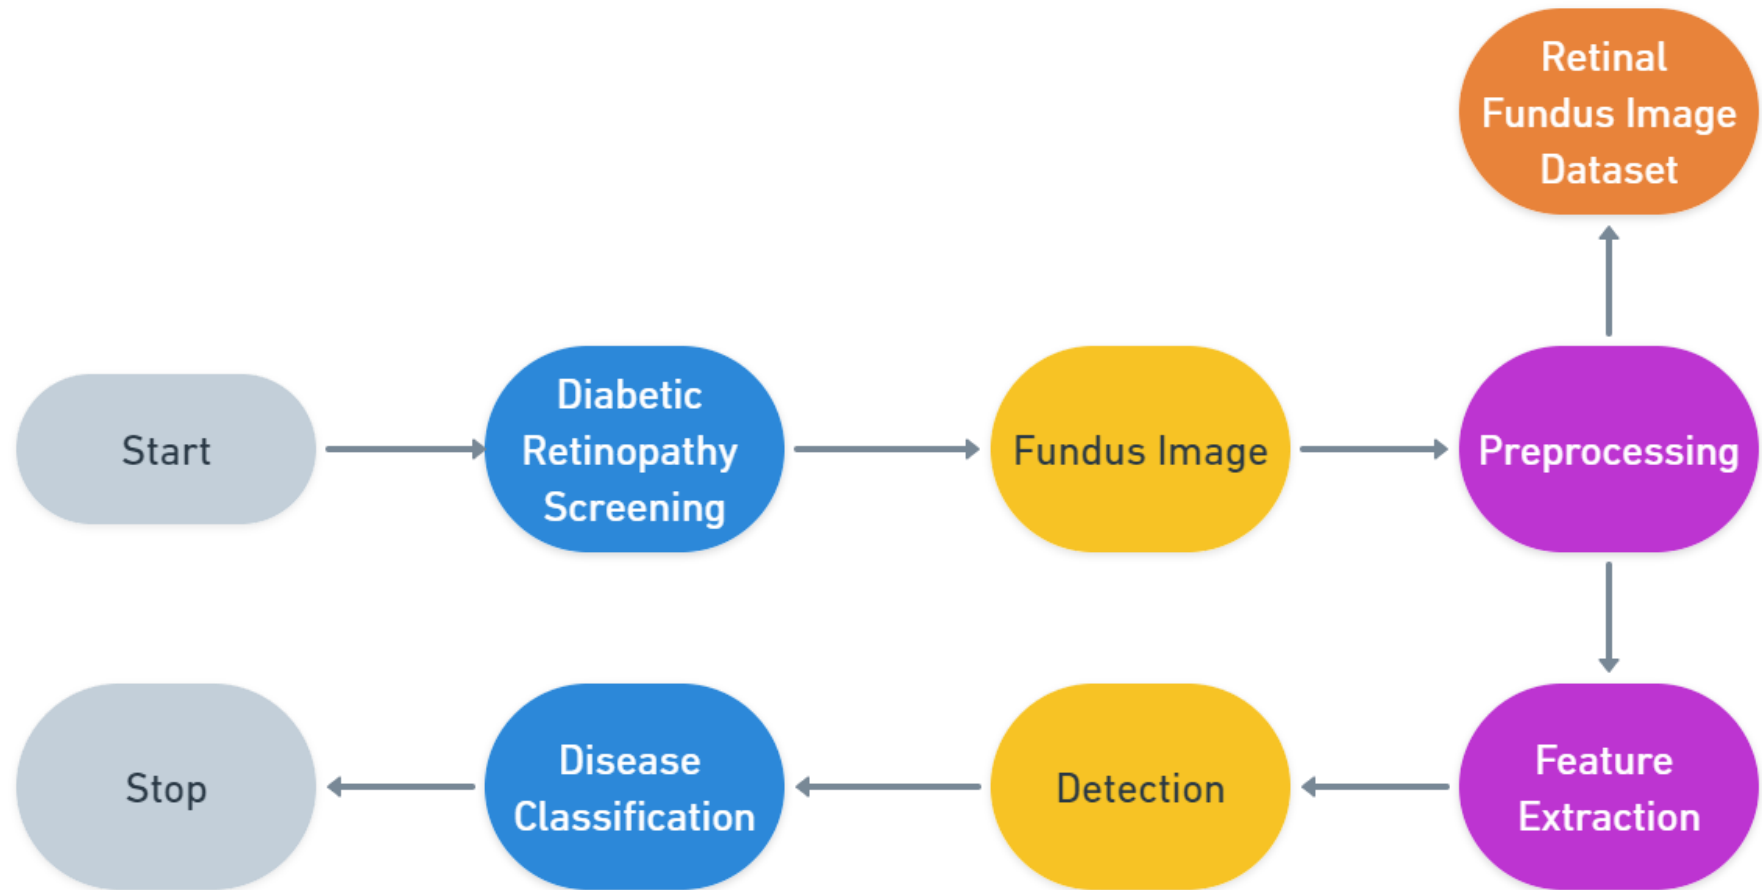 Retinal
Fundus Image
Dataset
Start
Diabetic
Retinopathy
Screening
Fundus Image
Preprocessing
Stop
Disease
Classification
Detection
Feature
Extraction